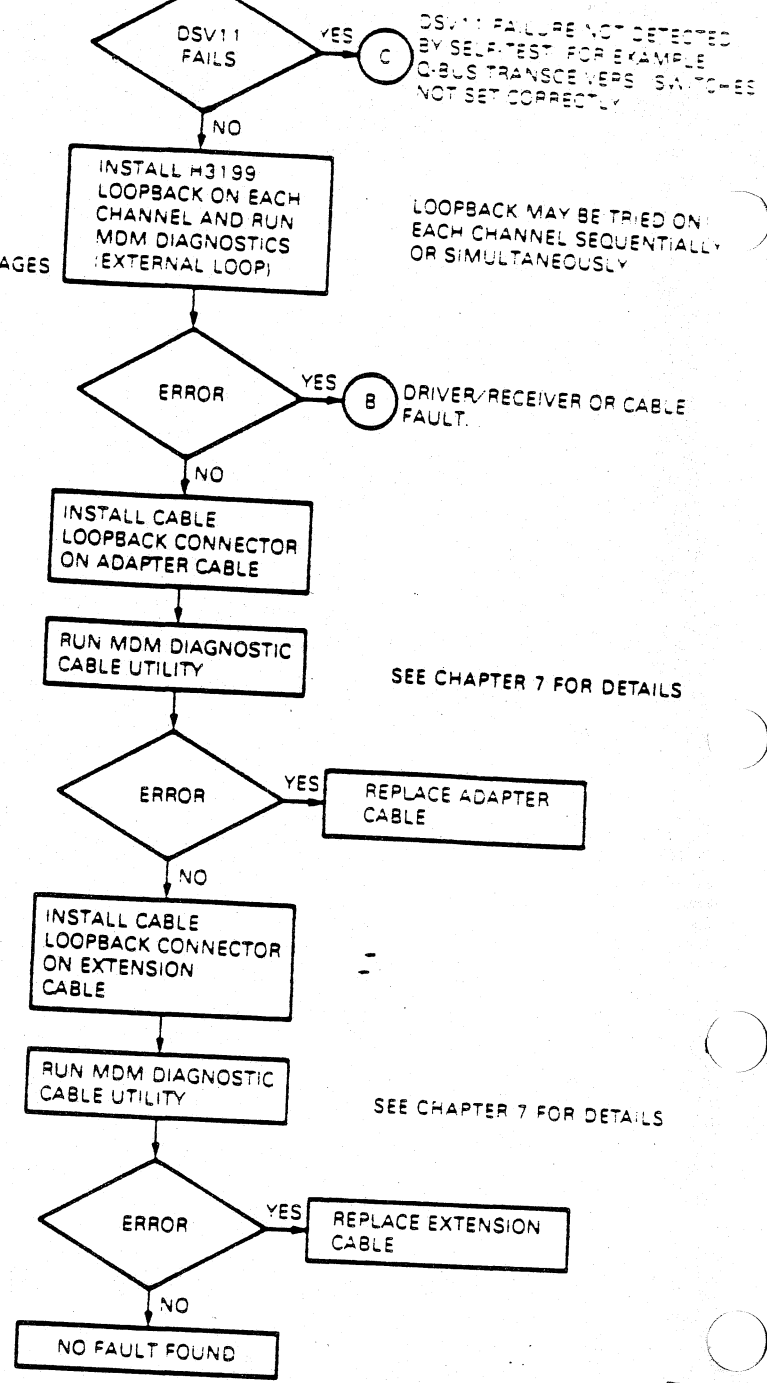 DSV11
FAILS
YES
C
DSV11 FAILURE NOT DETECTED
BY SELF-TEST. FOR EXAMPLE
Q-BUS TRANSCEIVERS SWITCHES
NOT SET CORRECTLY
NO
INSTALL H3199
LOOPBACK ON EACH
CHANNEL AND RUN
MDM DIAGNOSTICS
(EXTERNAL LOOP)
AGES
LOOPBACK MAY BE TRIED ON
EACH CHANNEL SEQUENTIALLY
OR SIMULTANEOUSLY
ERROR
YES
B
DRIVER/RECEIVER OR CABLE
FAULT.
NO
INSTALL CABLE
LOOPBACK CONNECTOR
ON ADAPTER CABLE
RUN MDM DIAGNOSTIC
CABLE UTILITY
SEE CHAPTER 7 FOR DETAILS
ERROR
YES
REPLACE ADAPTER
CABLE
NO
INSTALL CABLE
LOOPBACK CONNECTOR
ON EXTENSION
CABLE
RUN MDM DIAGNOSTIC
CABLE UTILITY
SEE CHAPTER 7 FOR DETAILS
ERROR
YES
REPLACE EXTENSION
CABLE
NO
NO FAULT FOUND